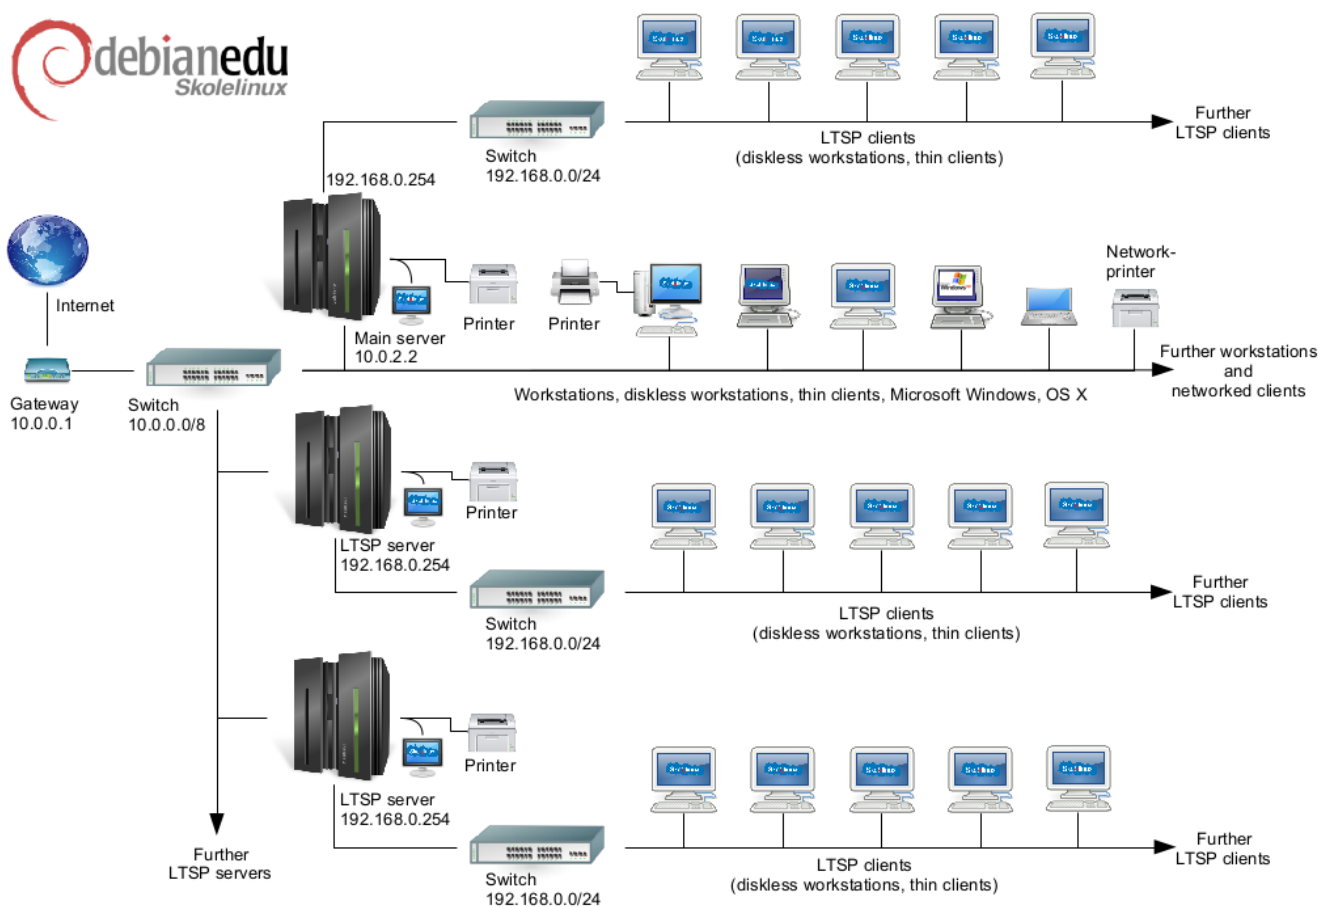 debianedu
Skolelinux
Further
LTSP clients
LTSP clients
(diskless workstations, thin clients)
Switch
192.168.0.0/24
192.168.0.254
Internet
Main server
10.0.2.2
Printer
Printer
Windows
Network-
printer
Further workstations
and
networked clients
Gateway
10.0.0.1
Switch
10.0.0.0/8
Workstations, diskless workstations, thin clients, Microsoft Windows, OS X
Printer
LTSP server
192.168.0.254
Switch
192.168.0.0/24
LTSP clients
(diskless workstations, thin clients)
Further
LTSP clients
Printer
LTSP server
192.168.0.254
Switch
192.168.0.0/24
LTSP clients
(diskless workstations, thin clients)
Further
LTSP clients
Further
LTSP servers